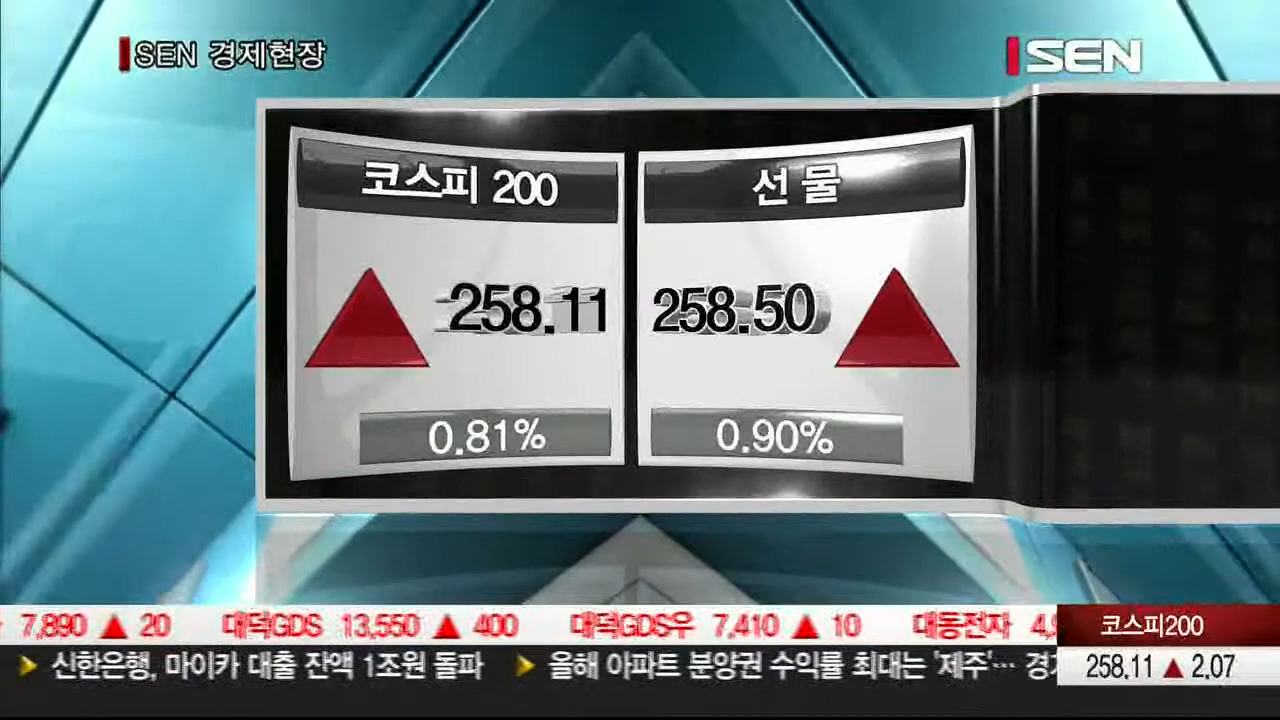 SEN 경제현장
SEN
코스피 200
선물
258.11
258.50
0.81%
0.90%
7,890 ▲ 20 대덕GDS 13,550 ▲ 400 대덕GDS우 7,410 ▲ 10 대동전자
코스피200
신한은행, 마이카 대출 잔액 1조원 돌파
올해 아파트 분양권 수익률 최대는 '제주'…
258.11 ▲ 2.07